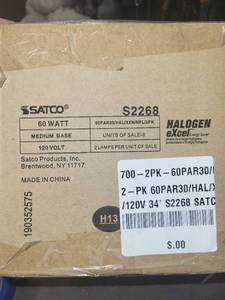 SATCO S2268
HALOGEN
eXcel
60 WATT
60PAR30/HAL/XEN/NFL/2PK
MEDIUM BASE
UNITS OF SALE-6
120 VOLT
2 LAMPS PER UNIT OF SALE
Satco Products, Inc.
Brentwood, NY 11717
MADE IN CHINA
190352575
H13
700-2PK-60PAR30/
2-PK 60PAR30/HAL/X
/120V 34' S2268 SATC
$.00